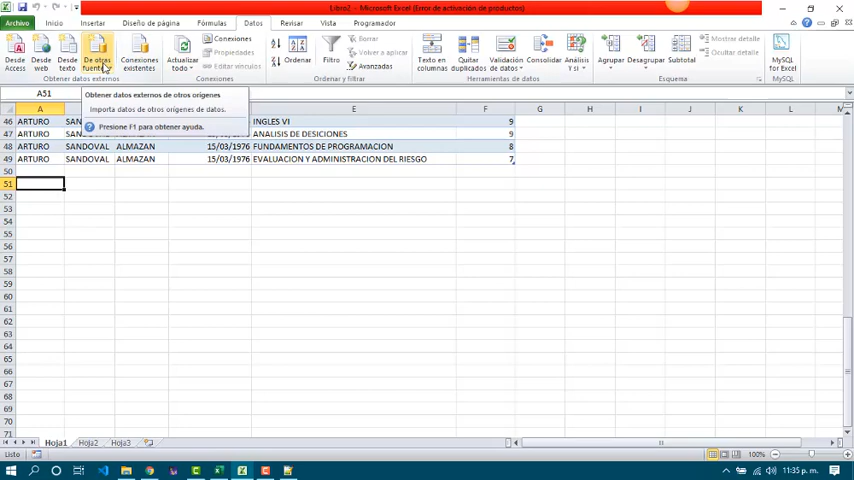 Libro2 – Microsoft Excel (Error de activación de productos)
Archivo Inicio Insertar Diseño de página Fórmulas Datos Revisar Vista Programador
Desde Access
Desde web
Desde texto
De otras fuentes
Conexiones existentes
Obtener datos externos
Actualizar todo
Conexiones
Propiedades
Editar vínculos
Conexiones
Ordenar
Filtro
Borrar
Volver a aplicar
Avanzadas
Ordenar y filtrar
Texto en columnas
Quitar duplicados
Validación de datos
Consolidar
Análisis Y si
Herramientas de datos
Agrupar
Desagrupar
Subtotal
Mostrar detalle
Ocultar detalle
Esquema
MySQL for Excel
A51
Obtener datos externos de otros orígenes
Importa datos de otros orígenes de datos.
Presione F1 para obtener ayuda.
A E F G H I J K L M
46 ARTURO SAN INGLES VI 9
47 ANALISIS DE DESICIONES 9
48 ARTURO SANDOVAL ALMAZAN 15/03/1976 FUNDAMENTOS DE PROGRAMACION 8
49 ARTURO SANDOVAL ALMAZAN 15/03/1976 EVALUACION Y ADMINISTRACION DEL RIESGO 7
50
51
52
53
54
55
56
57
58
59
60
61
62
63
64
65
66
67
68
69
70
71
Hoja1 Hoja2 Hoja3
Listo 100%
11:35 p. m.